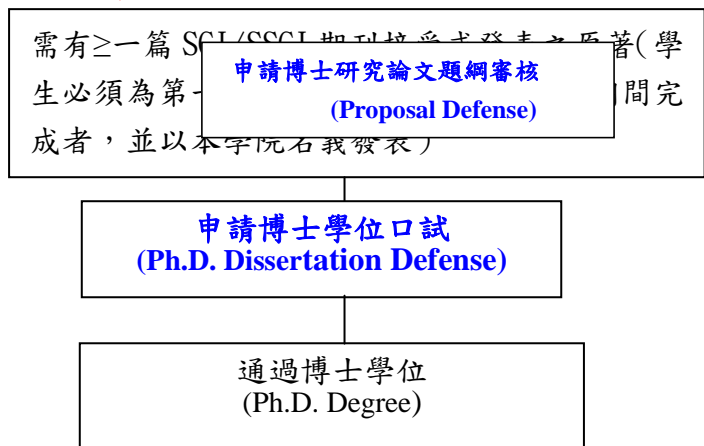 需有≥一篇 SCI/SSCI 期刊接受或發表之原著(學
生必須為第一 間完
成者，並以本學院名義發表)
申請博士研究論文題綱審核
(Proposal Defense)
申請博士學位口試
(Ph.D. Dissertation Defense)
通過博士學位
(Ph.D. Degree)